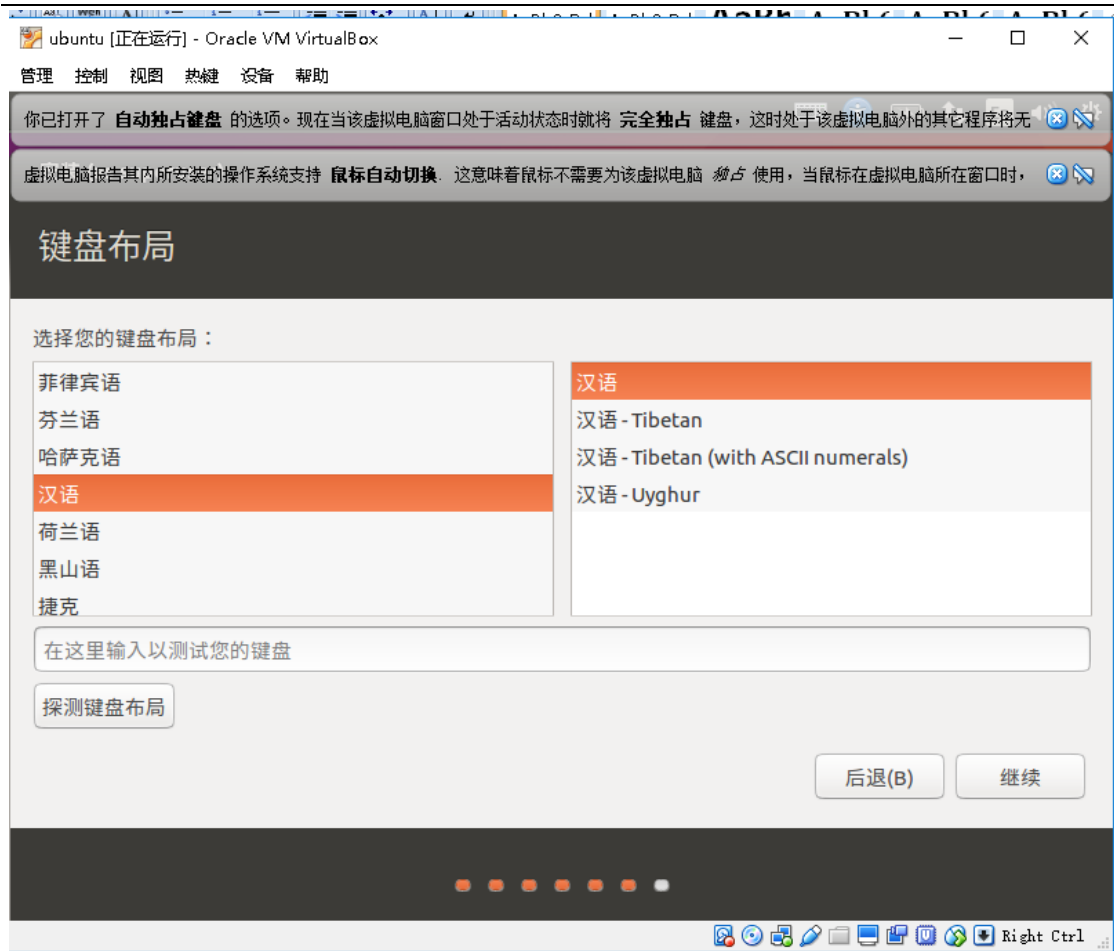 ubuntu [正在运行] - Oracle VM VirtualBox
管理 控制 视图 热键 设备 帮助
你已打开了 自动独占键盘 的选项。现在当该虚拟电脑窗口处于活动状态时就将 完全独占 键盘，这时处于该虚拟电脑外的其它程序将无
虚拟电脑报告其内所安装的操作系统支持 鼠标自动切换. 这意味着鼠标不需要为该虚拟电脑 独占 使用，当鼠标在虚拟电脑所在窗口时，
键盘布局
选择您的键盘布局：
菲律宾语
芬兰语
哈萨克语
汉语
荷兰语
黑山语
捷克
汉语
汉语 - Tibetan
汉语 - Tibetan (with ASCII numerals)
汉语 - Uyghur
在这里输入以测试您的键盘
探测键盘布局
后退(B) 继续
Right Ctrl